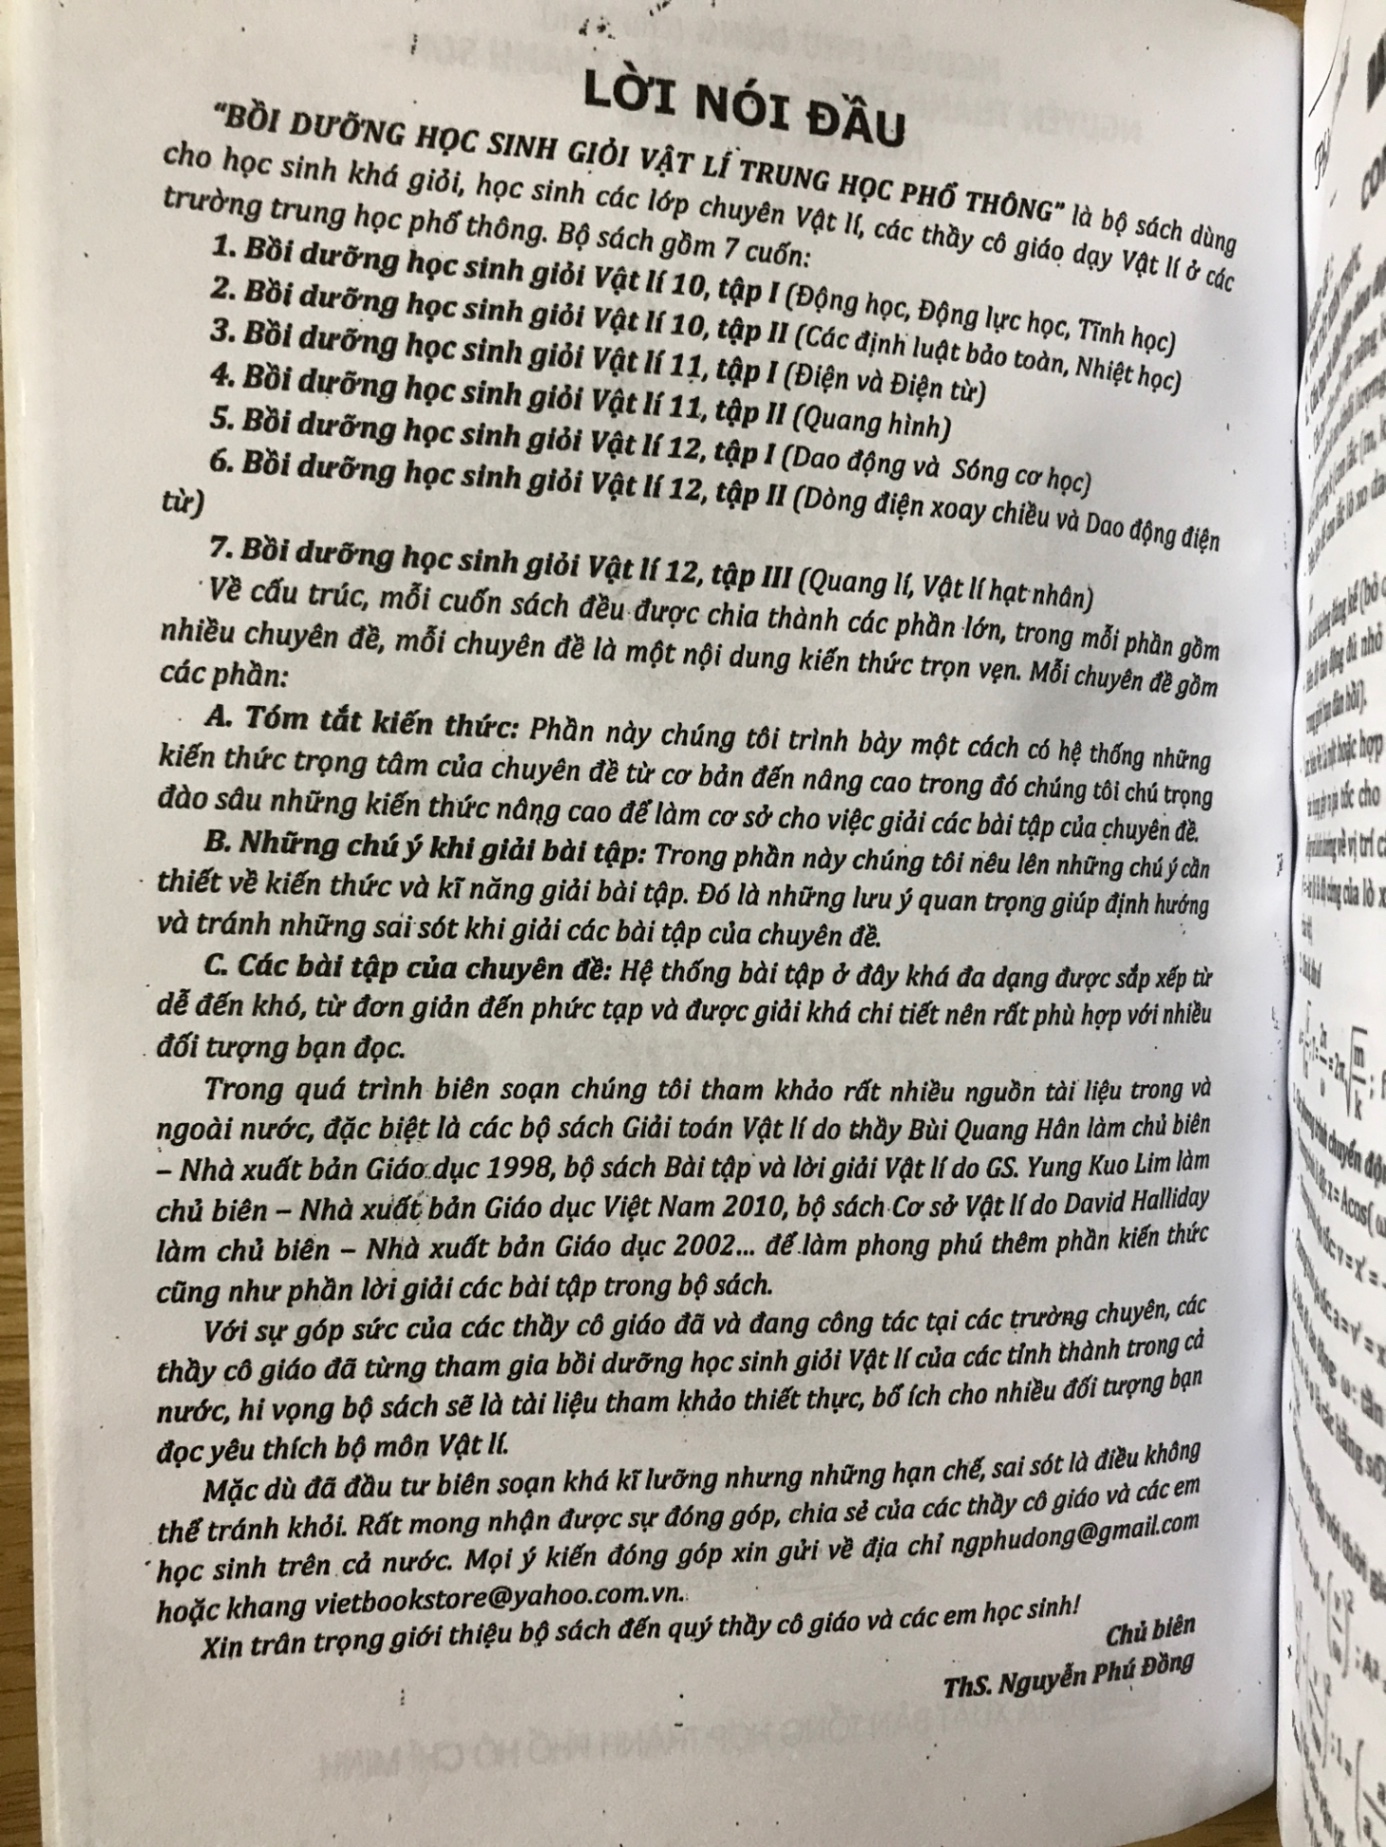 LỜI NÓI ĐẦU
“BỒI DƯỠNG HỌC SINH GIỎI VẬT LÍ TRUNG HỌC PHỔ THÔNG” là bộ sách dùng
cho học sinh khá giỏi, học sinh các lớp chuyên Vật lí, các thầy cô giáo dạy Vật lí ở các
trường trung học phổ thông. Bộ sách gồm 7 cuốn:
1. Bồi dưỡng học sinh giỏi Vật lí 10, tập I (Động học, Động lực học, Tĩnh học)
2. Bồi dưỡng học sinh giỏi Vật lí 10, tập II (Các định luật bảo toàn, Nhiệt học)
3. Bồi dưỡng học sinh giỏi Vật lí 11, tập I (Điện và Điện từ)
4. Bồi dưỡng học sinh giỏi Vật lí 11, tập II (Quang hình)
5. Bồi dưỡng học sinh giỏi Vật lí 12, tập I (Dao động và Sóng cơ học)
6. Bồi dưỡng học sinh giỏi Vật lí 12, tập II (Dòng điện xoay chiều và Dao động điện
từ)
7. Bồi dưỡng học sinh giỏi Vật lí 12, tập III (Quang lí, Vật lí hạt nhân)
Về cấu trúc, mỗi cuốn sách đều được chia thành các phần lớn, trong mỗi phần gồm
nhiều chuyên đề, mỗi chuyên đề là một nội dung kiến thức trọn vẹn. Mỗi chuyên đề gồm
các phần:
A. Tóm tắt kiến thức: Phần này chúng tôi trình bày một cách có hệ thống những
kiến thức trọng tâm của chuyên đề từ cơ bản đến nâng cao trong đó chúng tôi chú trọng
đào sâu những kiến thức nâng cao để làm cơ sở cho việc giải các bài tập của chuyên đề.
B. Những chú ý khi giải bài tập: Trong phần này chúng tôi nêu lên những chú ý cần
thiết về kiến thức và kĩ năng giải bài tập. Đó là những lưu ý quan trọng giúp định hướng
và tránh những sai sót khi giải các bài tập của chuyên đề.
C. Các bài tập của chuyên đề: Hệ thống bài tập ở đây khá đa dạng được sắp xếp từ
dễ đến khó, từ đơn giản đến phức tạp và được giải khá chi tiết nên rất phù hợp với nhiều
đối tượng bạn đọc.
Trong quá trình biên soạn chúng tôi tham khảo rất nhiều nguồn tài liệu trong và
ngoài nước, đặc biệt là các bộ sách Giải toán Vật lí do thầy Bùi Quang Hân làm chủ biên
– Nhà xuất bản Giáo dục 1998, bộ sách Bài tập và lời giải Vật lí do GS. Yung Kuo Lim làm
chủ biên – Nhà xuất bản Giáo dục Việt Nam 2010, bộ sách Cơ sở Vật lí do David Halliday
làm chủ biên – Nhà xuất bản Giáo dục 2002... để làm phong phú thêm phần kiến thức
cũng như phần lời giải các bài tập trong bộ sách.
Với sự góp sức của các thầy cô giáo đã và đang công tác tại các trường chuyên, các
thầy cô giáo đã từng tham gia bồi dưỡng học sinh giỏi Vật lí của các tỉnh thành trong cả
nước, hi vọng bộ sách sẽ là tài liệu tham khảo thiết thực, bổ ích cho nhiều đối tượng bạn
đọc yêu thích bộ môn Vật lí.
Mặc dù đã đầu tư biên soạn khá kĩ lưỡng nhưng những hạn chế, sai sót là điều không
thể tránh khỏi. Rất mong nhận được sự đóng góp, chia sẻ của các thầy cô giáo và các em
học sinh trên cả nước. Mọi ý kiến đóng góp xin gửi về địa chỉ ngphudong@gmail.com
hoặc khang vietbookstore@yahoo.com.vn.
Xin trân trọng giới thiệu bộ sách đến quý thầy cô giáo và các em học sinh!
Chủ biên
ThS. Nguyễn Phú Đồng